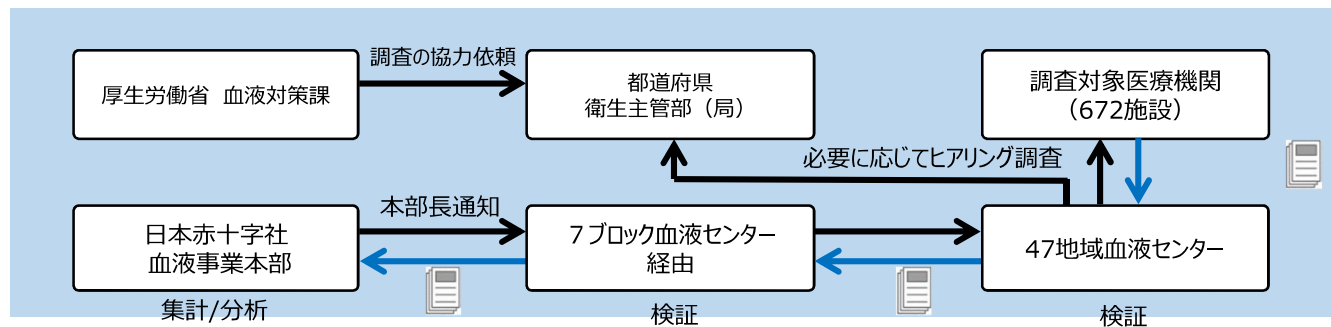 調査の協力依頼
厚生労働省 血液対策課
都道府県
衛生主管部（局）
調査対象医療機関
（672施設）
必要に応じてヒアリング調査
本部長通知
日本赤十字社
血液事業本部
7ブロック血液センター
経由
47地域血液センター
集計/分析
検証
検証